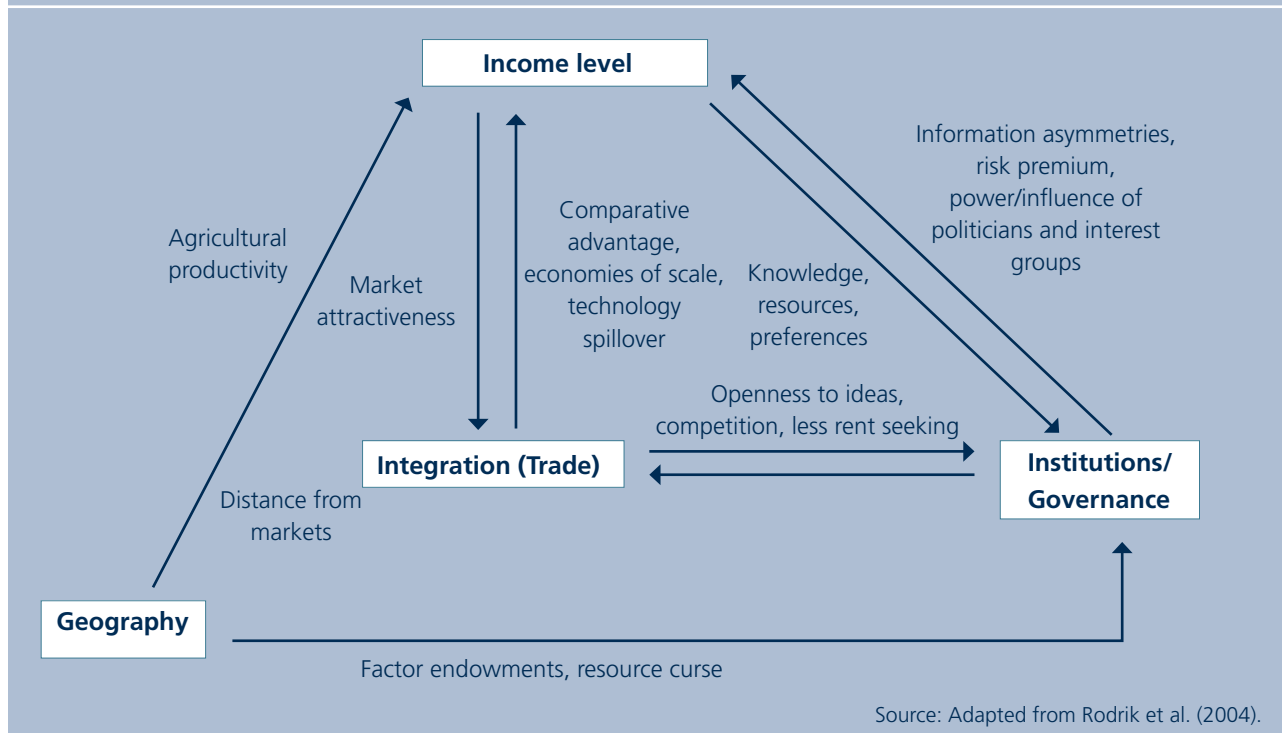 Income level
Information asymmetries,
risk premium,
power/influence of
politicians and interest
groups
Agricultural
productivity
Market
attractiveness
Comparative
advantage,
economies of scale,
technology
spillover
Knowledge,
resources,
preferences
Openness to ideas,
competition, less rent seeking
Integration (Trade)
Institutions/
Governance
Distance from
markets
Geography
Factor endowments, resource curse
Source: Adapted from Rodrik et al. (2004).